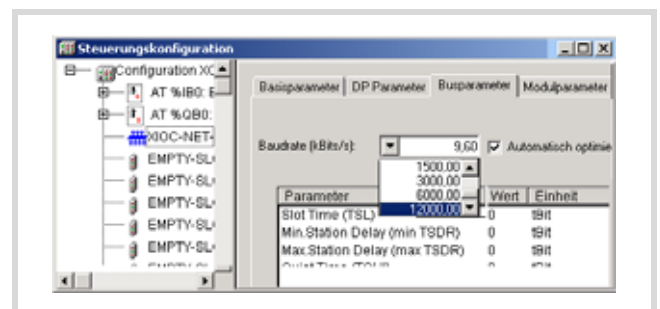 Steuerungskonfiguration
Configuration XC
AT %IB0: E
AT %QB0:
XIOC-NET-
EMPTY-SL
EMPTY-SL
EMPTY-SL
EMPTY-SL
EMPTY-SL
Basisparameter DP Parameter Busparameter Modulparameter
Baudrate (kBits/s): 9,60 Automatisch optimie
1500,00
3000,00
6000,00
12000,00
Parameter Wert Einheit
Slot Time (TSL) 0 tBit
Min.Station Delay (min TSDR) 0 tBit
Max.Station Delay (max TSDR) 0 tBit